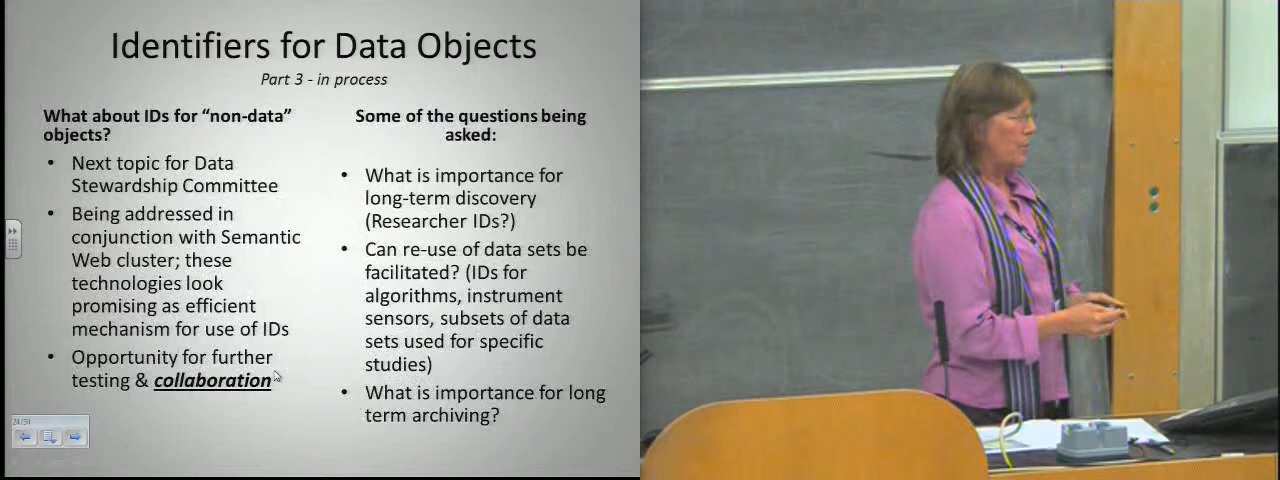 Identifiers for Data Objects
Part 3 - in process
What about IDs for “non-data”
objects?
• Next topic for Data
Stewardship Committee
• Being addressed in
conjunction with Semantic
Web cluster; these
technologies look
promising as efficient
mechanism for use of IDs
• Opportunity for further
testing & collaboration
Some of the questions being
asked:
• What is importance for
long-term discovery
(Researcher IDs?)
• Can re-use of data sets be
facilitated? (IDs for
algorithms, instrument
sensors, subsets of data
sets used for specific
studies)
• What is importance for long
term archiving?
24/34